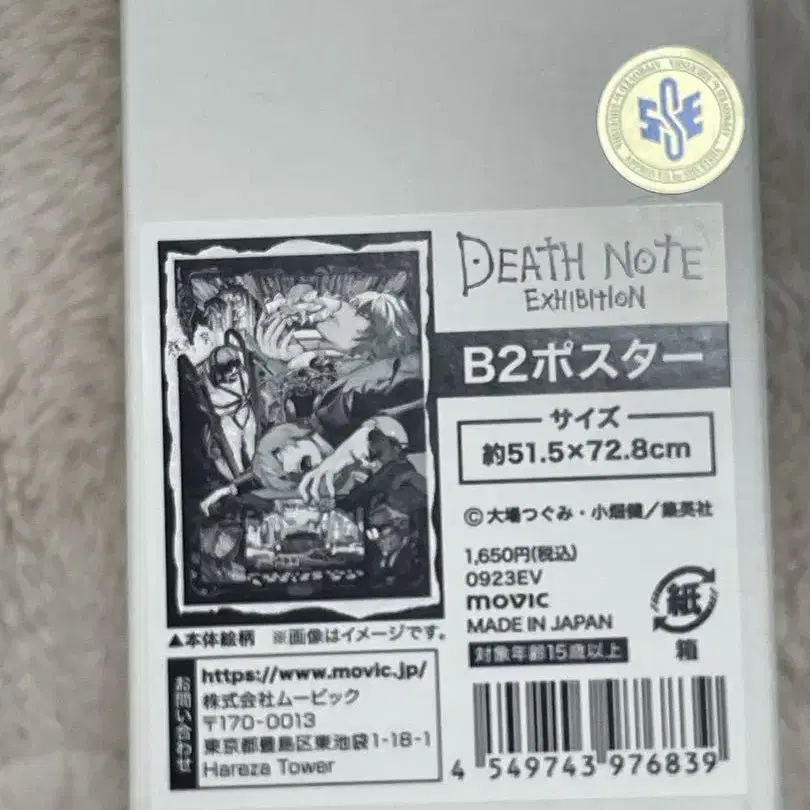 SSE
DEATH NOTE
EXHIBITION
B2ポスター
サイズ
約51.5×72.8cm
©大場つぐみ・小畑健／集英社
1,650円(税込)
0923EV
movic
MADE IN JAPAN
対象年齢15歳以上
紙
箱
▲本体絵柄 ※画像はイメージです。
お問い合わせ
https://www.movic.jp/
株式会社ムービック
〒170-0013
東京都豊島区東池袋1-18-1
Hareza Tower
4 549743 976839